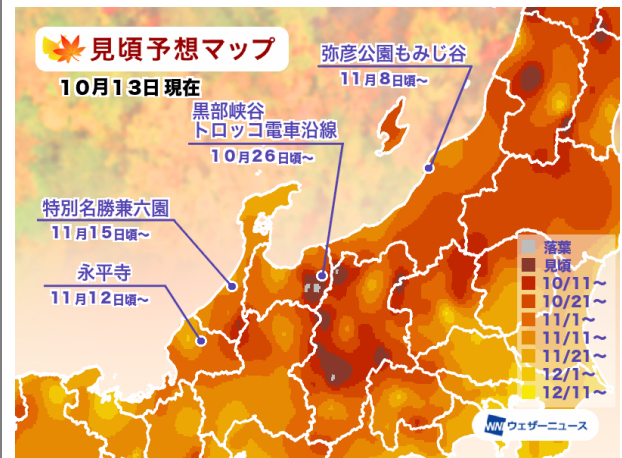 見頃予想マップ
10月13日 現在
弥彦公園もみじ谷
11月8日頃~
黒部峡谷
トロッコ電車沿線
10月26日頃~
特別名勝兼六園
11月15日頃~
永平寺
11月12日頃~
落葉
見頃
10/11~
10/21~
11/1~
11/11~
11/21~
12/1~
12/11~
ウェザーニュース